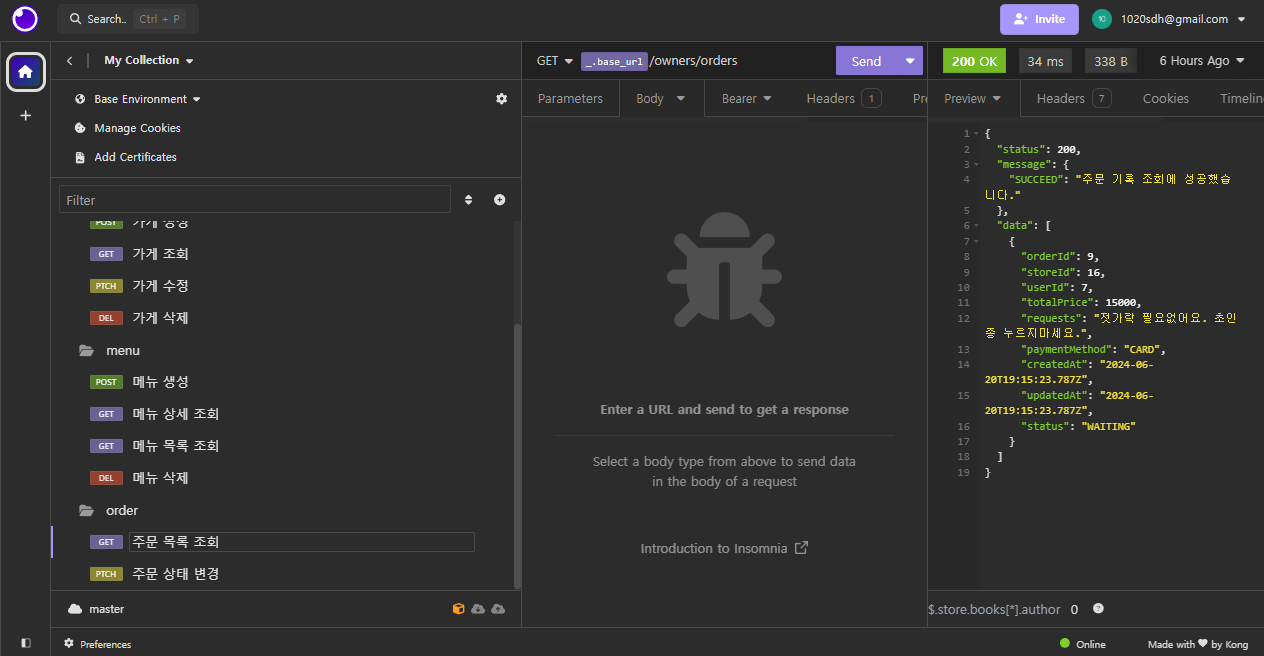 Search.. Ctrl + P
Invite
10 1020sdh@gmail.com
My Collection
Base Environment
Manage Cookies
Add Certificates
Filter
POST 가게 생성
GET 가게 조회
PTCH 가게 수정
DEL 가게 삭제
menu
POST 메뉴 생성
GET 메뉴 상세 조회
GET 메뉴 목록 조회
DEL 메뉴 삭제
order
GET 주문 목록 조회
PTCH 주문 상태 변경
master
Preferences
GET _.base_url /owners/orders Send
Parameters Body Bearer Headers 1 Pr
Enter a URL and send to get a response
Select a body type from above to send data
in the body of a request
Introduction to Insomnia
200 OK 34 ms 338 B 6 Hours Ago
Preview Headers 7 Cookies Timelin
1 {
2 "status": 200,
3 "message": {
4 "SUCCEED": "주문 기록 조회에 성공했습
니다."
5 },
6 "data": [
7 {
8 "orderId": 9,
9 "storeId": 16,
10 "userId": 7,
11 "totalPrice": 15000,
12 "requests": "젓가락 필요없어요. 초인
종 누르지마세요.",
13 "paymentMethod": "CARD",
14 "createdAt": "2024-06-
20T19:15:23.787Z",
15 "updatedAt": "2024-06-
20T19:15:23.787Z",
16 "status": "WAITING"
17 }
18 ]
19 }
$.store.books[*].author 0
Online Made with ♥ by Kong